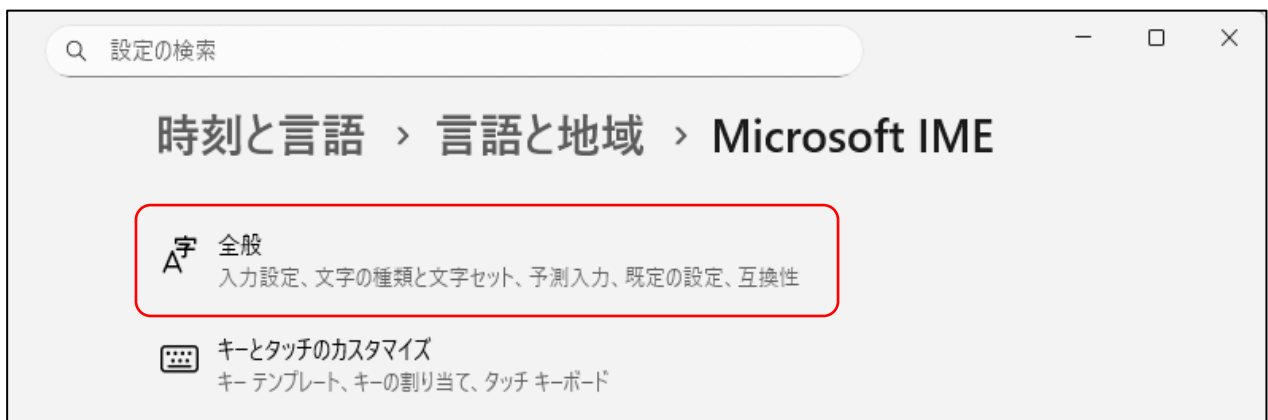 設定の検索
時刻と言語 › 言語と地域 › Microsoft IME
全般
入力設定、文字の種類と文字セット、予測入力、既定の設定、互換性
キーとタッチのカスタマイズ
キー テンプレート、キーの割り当て、タッチ キーボード